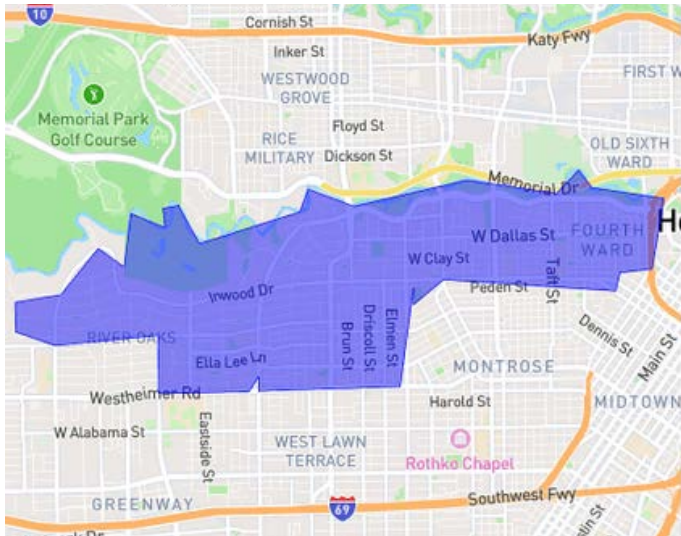 10
Cornish St
Katy Fwy
Inker St
WESTWOOD
GROVE
FIRST W
Memorial Park
Golf Course
Floyd St
RICE
MILITARY
Dickson St
OLD SIXTH
WARD
Memorial Dr
W Dallas St
FOURTH
WARD
H
W Clay St
Taft St
Peden St
Inwood Dr
RIVER OAKS
Ella Lee Ln
Brun St
Driscoll St
Elmen St
Dennis St
Main St
MONTROSE
Westheimer Rd
Harold St
MIDTOWN
W Alabama St
Eastside St
WEST LAWN
TERRACE
Rothko Chapel
GREENWAY
69
Southwest Fwy